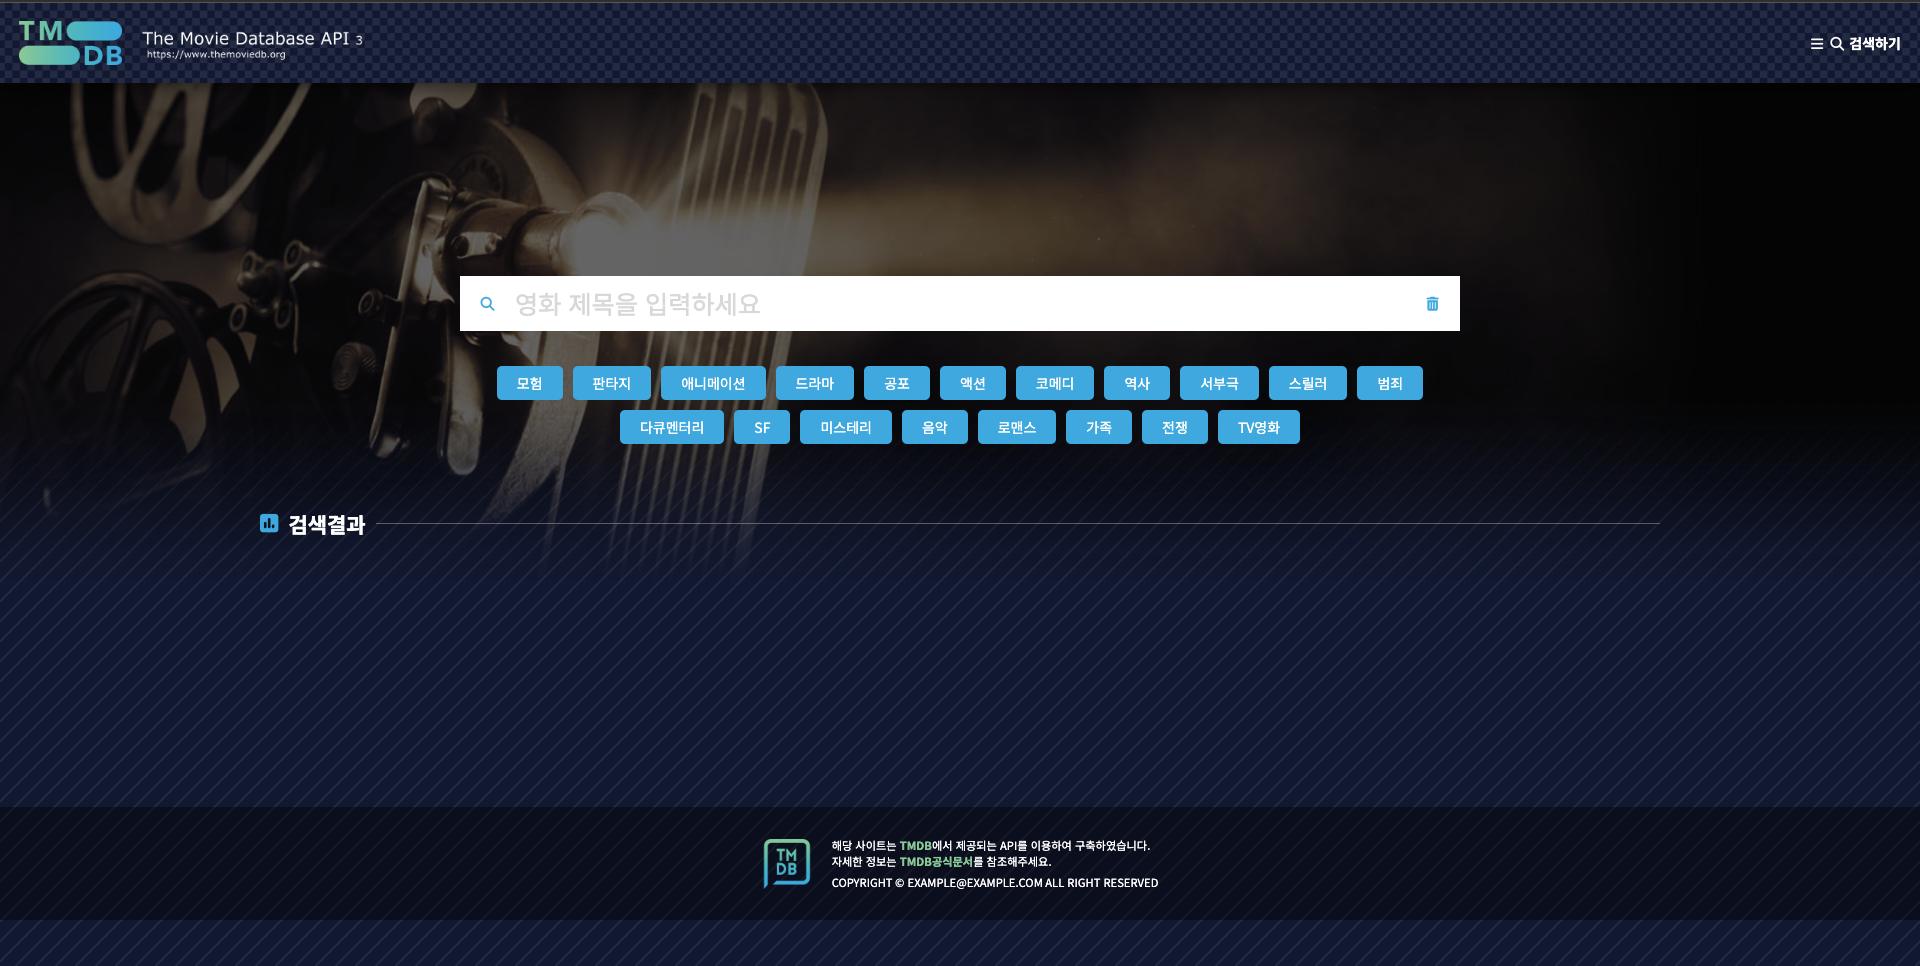 TM
DB
The Movie Database API 3
https://www.themoviedb.org
검색하기
영화 제목을 입력하세요
모험 판타지 애니메이션 드라마 공포 액션 코메디 역사 서부극 스릴러 범죄
다큐멘터리 SF 미스테리 음악 로맨스 가족 전쟁 TV영화
검색결과
TM
DB
해당 사이트는 TMDB에서 제공되는 API를 이용하여 구축하였습니다.
자세한 정보는 TMDB공식문서를 참조해주세요.
COPYRIGHT © EXAMPLE@EXAMPLE.COM ALL RIGHT RESERVED